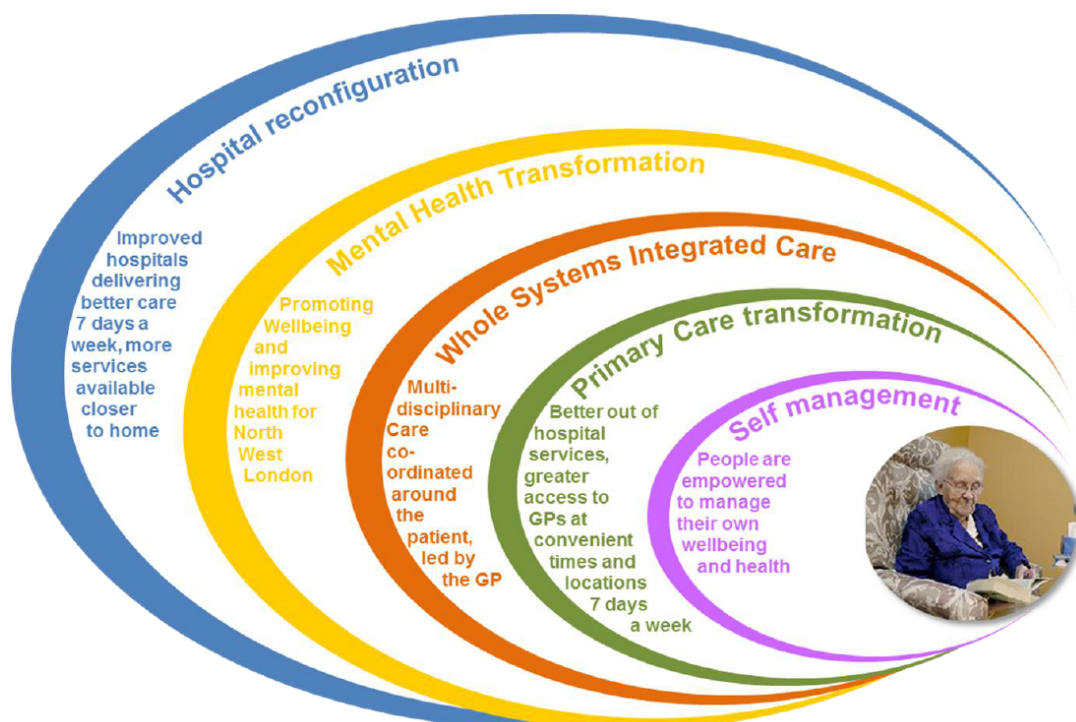 Hospital reconfiguration
Improved
hospitals
delivering
better care
7 days a
week, more
services
available
closer
to home
Mental Health Transformation
Promoting
Wellbeing
and
improving
mental
health for
North
West
London
Whole Systems Integrated Care
Multi-
disciplinary
Care
co-
ordinated
around
the
patient,
led by
the GP
Primary Care transformation
Better out of
hospital
services,
greater
access to
GPs at
convenient
times and
locations
7 days
a week
Self management
People are
empowered
to manage
their own
wellbeing
and health